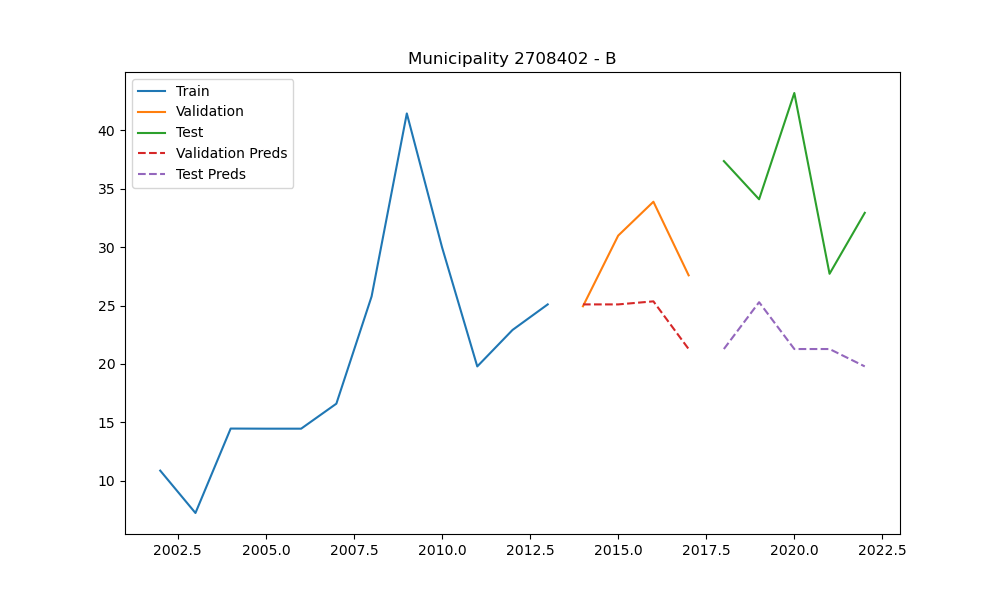 Municipality 2708402 - B
Train
Validation
Test
Validation Preds
Test Preds
40
35
30
25
20
15
10
2002.5 2005.0 2007.5 2010.0 2012.5 2015.0 2017.5 2020.0 2022.5